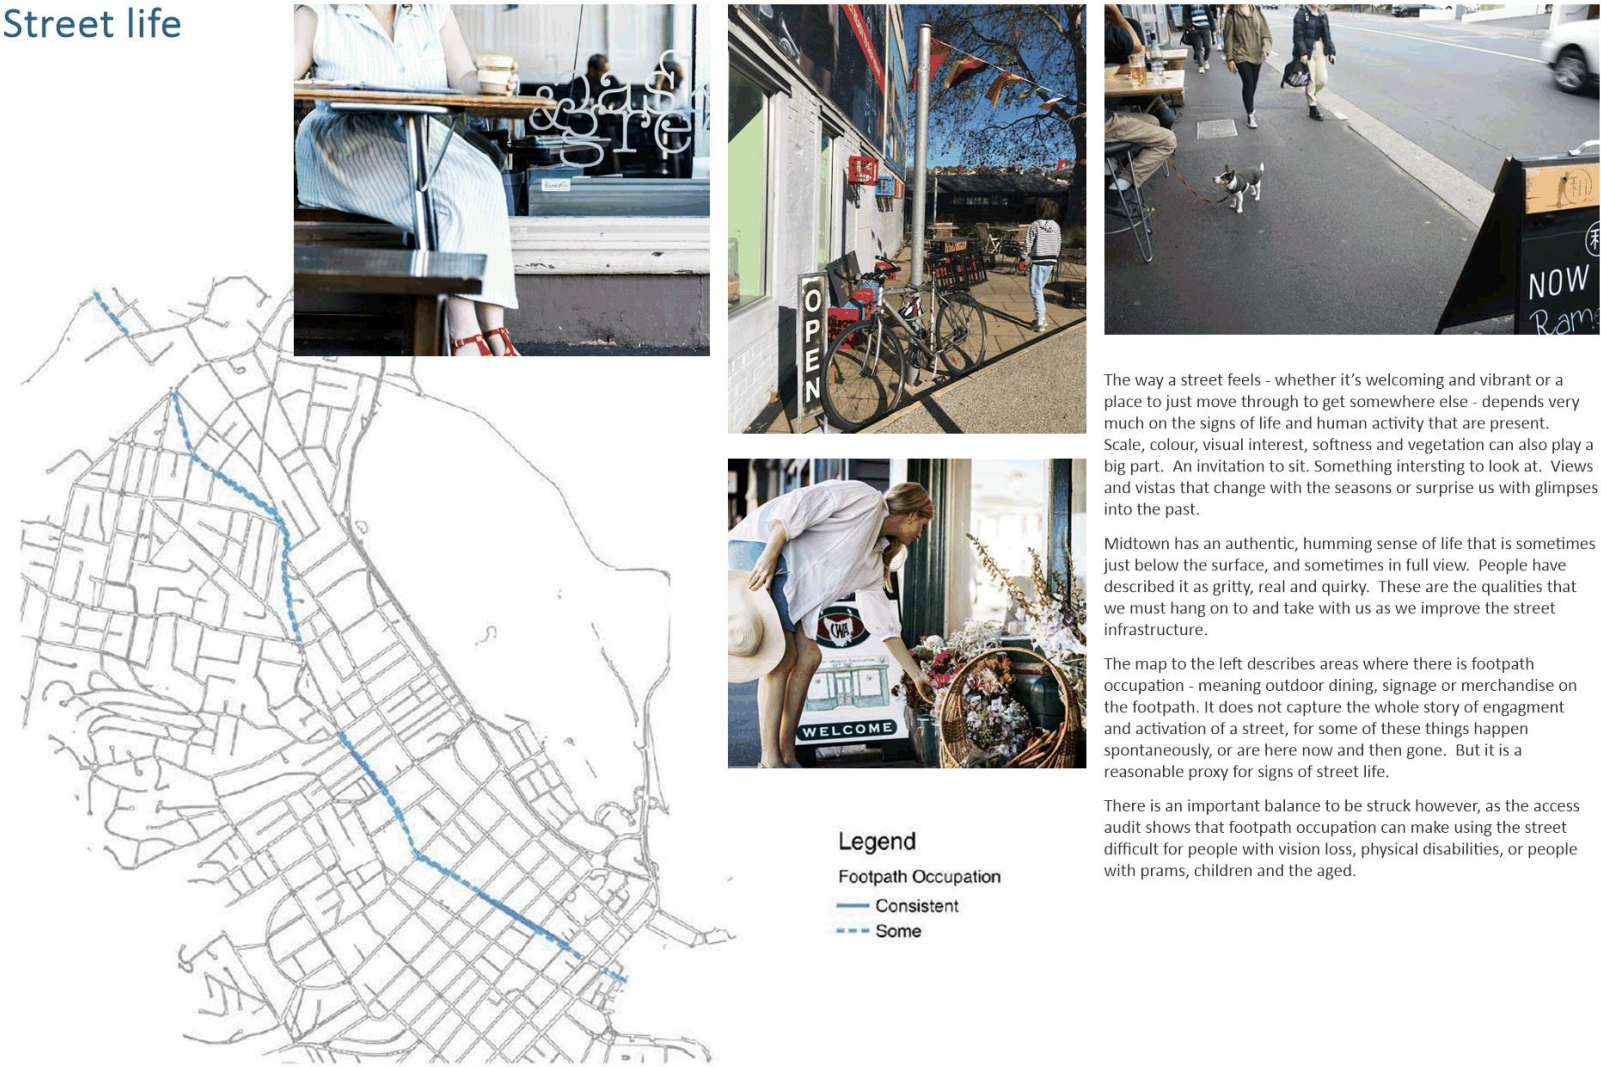 Street life
gas
& gre
OPEN
NOW
Rame
The way a street feels - whether it’s welcoming and vibrant or a
place to just move through to get somewhere else - depends very
much on the signs of life and human activity that are present.
Scale, colour, visual interest, softness and vegetation can also play a
big part.  An invitation to sit. Something intersting to look at.  Views
and vistas that change with the seasons or surprise us with glimpses
into the past.
Midtown has an authentic, humming sense of life that is sometimes
just below the surface, and sometimes in full view.  People have
described it as gritty, real and quirky.  These are the qualities that
we must hang on to and take with us as we improve the street
infrastructure.
The map to the left describes areas where there is footpath
occupation - meaning outdoor dining, signage or merchandise on
the footpath. It does not capture the whole story of engagment
and activation of a street, for some of these things happen
spontaneously, or are here now and then gone.  But it is a
reasonable proxy for signs of street life.
There is an important balance to be struck however, as the access
audit shows that footpath occupation can make using the street
difficult for people with vision loss, physical disabilities, or people
with prams, children and the aged.
CWA
WELCOME
Legend
Footpath Occupation
Consistent
Some